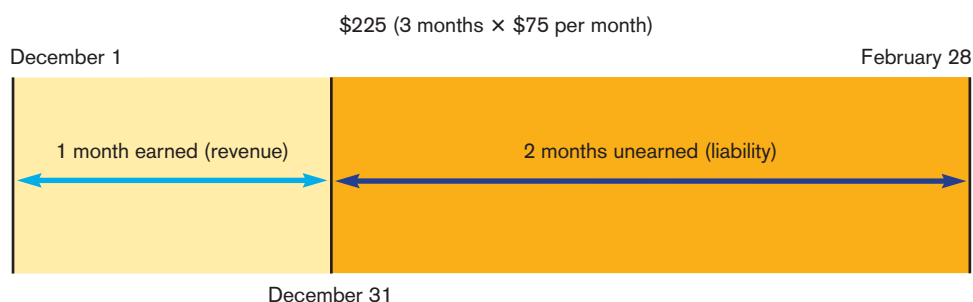 $225 (3 months × $75 per month)
December 1
February 28
1 month earned (revenue)
2 months unearned (liability)
December 31